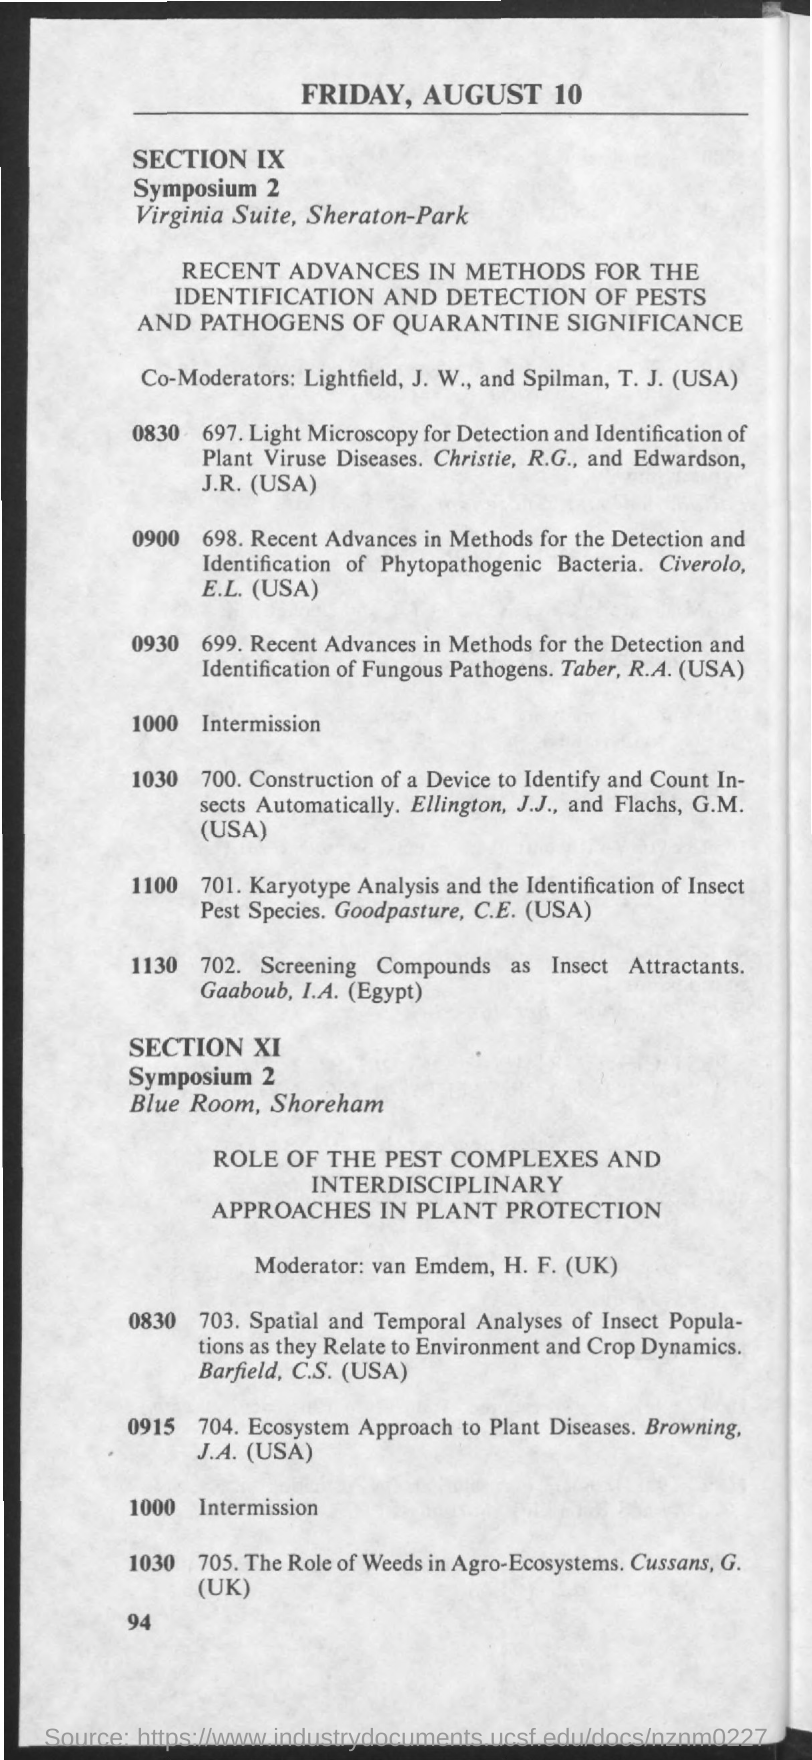 FRIDAY, AUGUST 10
SECTION IX
Symposium 2
Virginia Suite, Sheraton-Park
RECENT ADVANCES IN METHODS FOR THE
IDENTIFICATION AND DETECTION OF PESTS
AND PATHOGENS OF QUARANTINE SIGNIFICANCE
Co-Moderators: Lightfield, J. W., and Spilman, T. J. (USA)
0830 697. Light Microscopy for Detection and Identification of
Plant Viruse Diseases. Christie, R.G., and Edwardson,
J.R. (USA)
0900 698. Recent Advances in Methods for the Detection and
Identification of Phytopathogenic Bacteria. Civerolo,
E.L. (USA)
0930 699. Recent Advances in Methods for the Detection and
Identification of Fungous Pathogens. Taber, R.A. (USA)
1000 Intermission
1030 700. Construction of a Device to Identify and Count In-
sects Automatically. Ellington, J.J., and Flachs, G.M.
(USA)
1100 701. Karyotype Analysis and the Identification of Insect
Pest Species. Goodpasture, C.E. (USA)
1130 702. Screening Compounds as Insect Attractants.
Gaaboub, I.A. (Egypt)
SECTION XI
Symposium 2
Blue Room, Shoreham
ROLE OF THE PEST COMPLEXES AND
INTERDISCIPLINARY
APPROACHES IN PLANT PROTECTION
Moderator: van Emdem, H. F. (UK)
0830 703. Spatial and Temporal Analyses of Insect Popula-
tions as they Relate to Environment and Crop Dynamics.
Barfield, C.S. (USA)
0915 704. Ecosystem Approach to Plant Diseases. Browning,
J.A. (USA)
1000 Intermission
1030 705. The Role of Weeds in Agro-Ecosystems. Cussans, G.
(UK)
94
Source: https://www.industrydocuments.ucsf.edu/docs/nznm0227